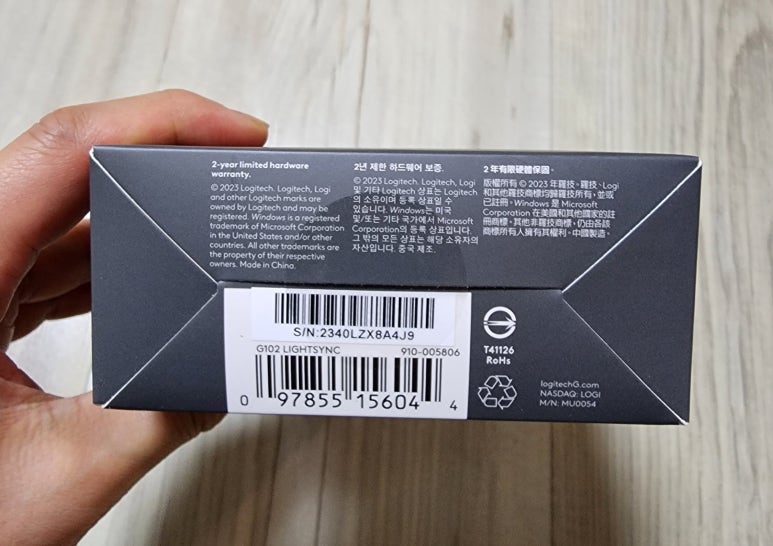 2-year limited hardware
warranty.
© 2023 Logitech. Logitech, Logi
and other Logitech marks are
owned by Logitech and may be
registered. Windows is a registered
trademark of Microsoft Corporation
in the United States and/or other
countries. All other trademarks are
the property of their respective
owners. Made in China.
2년 제한 하드웨어 보증.
© 2023 Logitech. Logitech, Logi
및 기타 Logitech 상표는 Logitech
의 소유이며 등록 상표일 수
있습니다. Windows는 미국
및/또는 기타 국가에서 Microsoft
Corporation의 등록 상표입니다.
그 밖의 모든 상표는 해당 소유자의
자산입니다. 중국 제조.
2 年有限硬體保固。
版權所有 © 2023 年羅技。羅技、Logi
和其他羅技商標均歸羅技所有，並或
已註冊。Windows 是 Microsoft
Corporation 在美國和其他國家的註
冊商標。其他非羅技商標，仍由各該
商標所有人擁有其權利。中國製造。
S/N:2340LZX8A4J9
G102 LIGHTSYNC 910-005806
0 97855 15604 4
T41126
RoHS
logitechG.com
NASDAQ: LOGI
M/N: MU0054